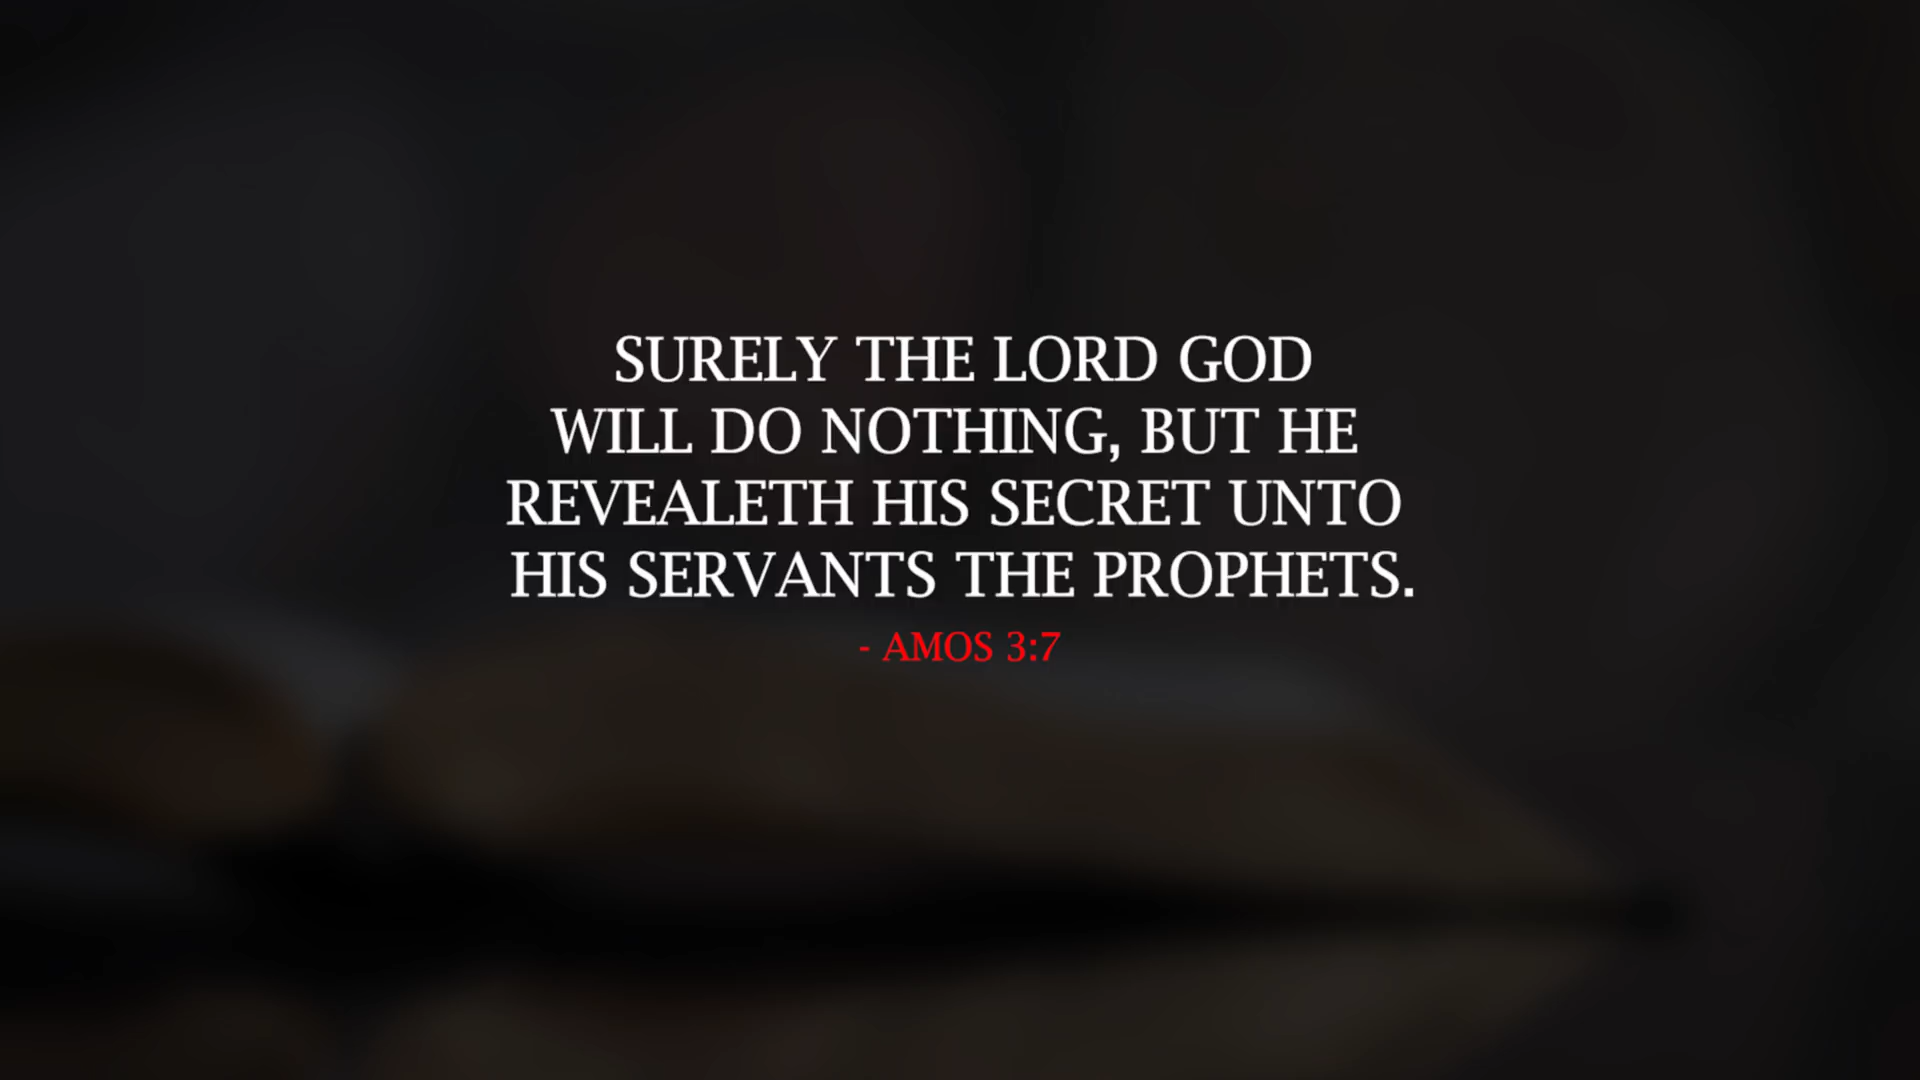 SURELY THE LORD GOD
WILL DO NOTHING, BUT HE
REVEALETH HIS SECRET UNTO
HIS SERVANTS THE PROPHETS.
- AMOS 3:7